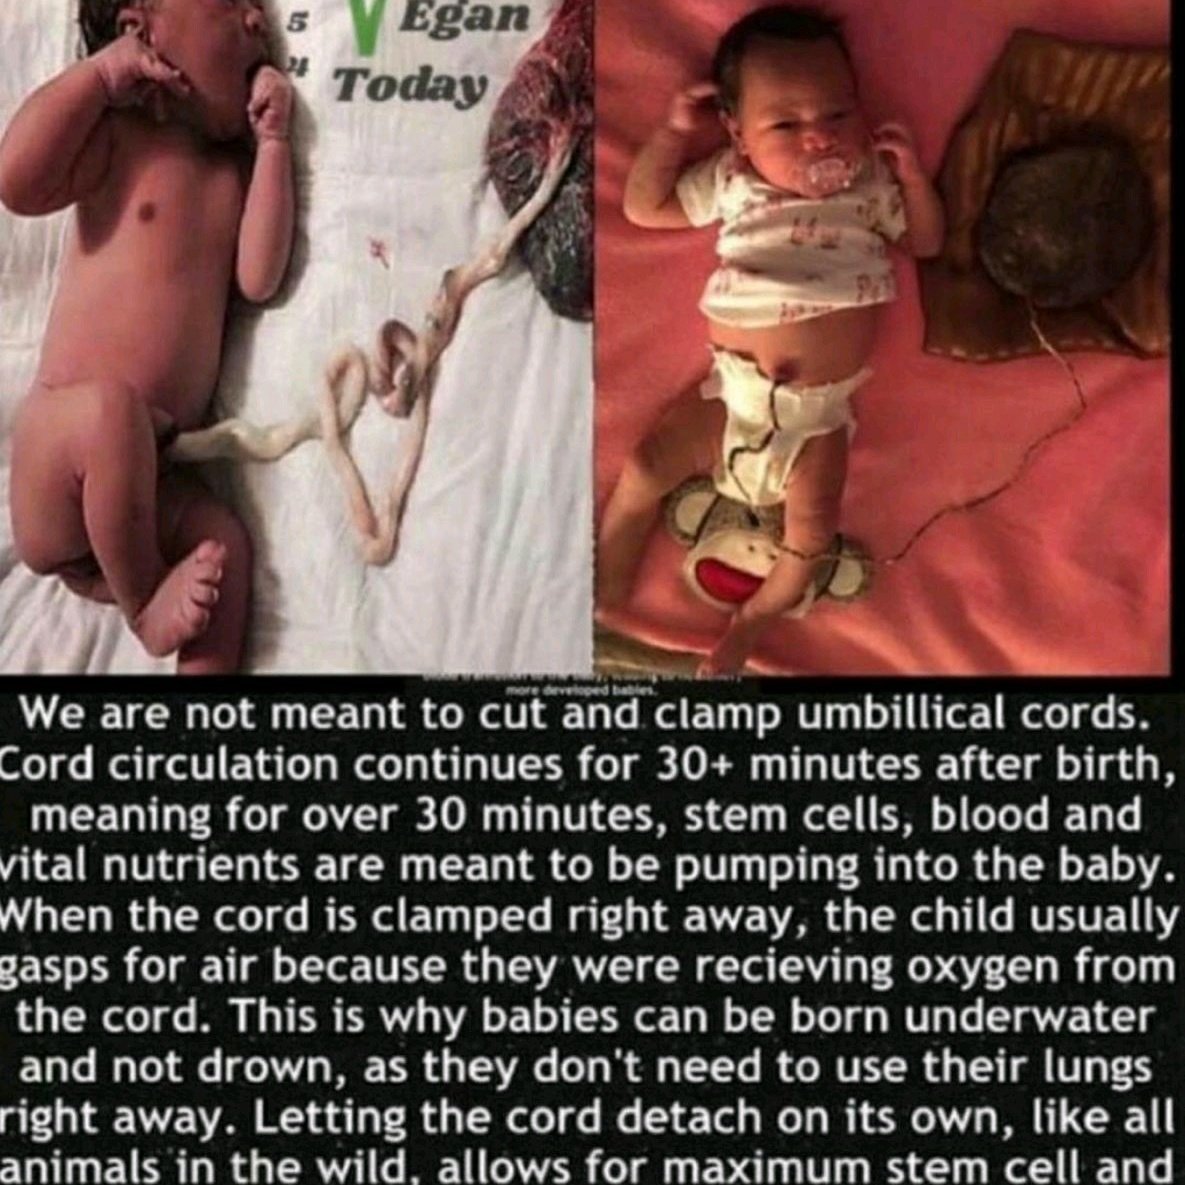 5
4
Egan
Today
more developed babies.
We are not meant to cut and clamp umbillical cords.
Cord circulation continues for 30+ minutes after birth,
meaning for over 30 minutes, stem cells, blood and
vital nutrients are meant to be pumping into the baby.
When the cord is clamped right away, the child usually
gasps for air because they were recieving oxygen from
the cord. This is why babies can be born underwater
and not drown, as they don't need to use their lungs
right away. Letting the cord detach on its own, like all
animals in the wild, allows for maximum stem cell and